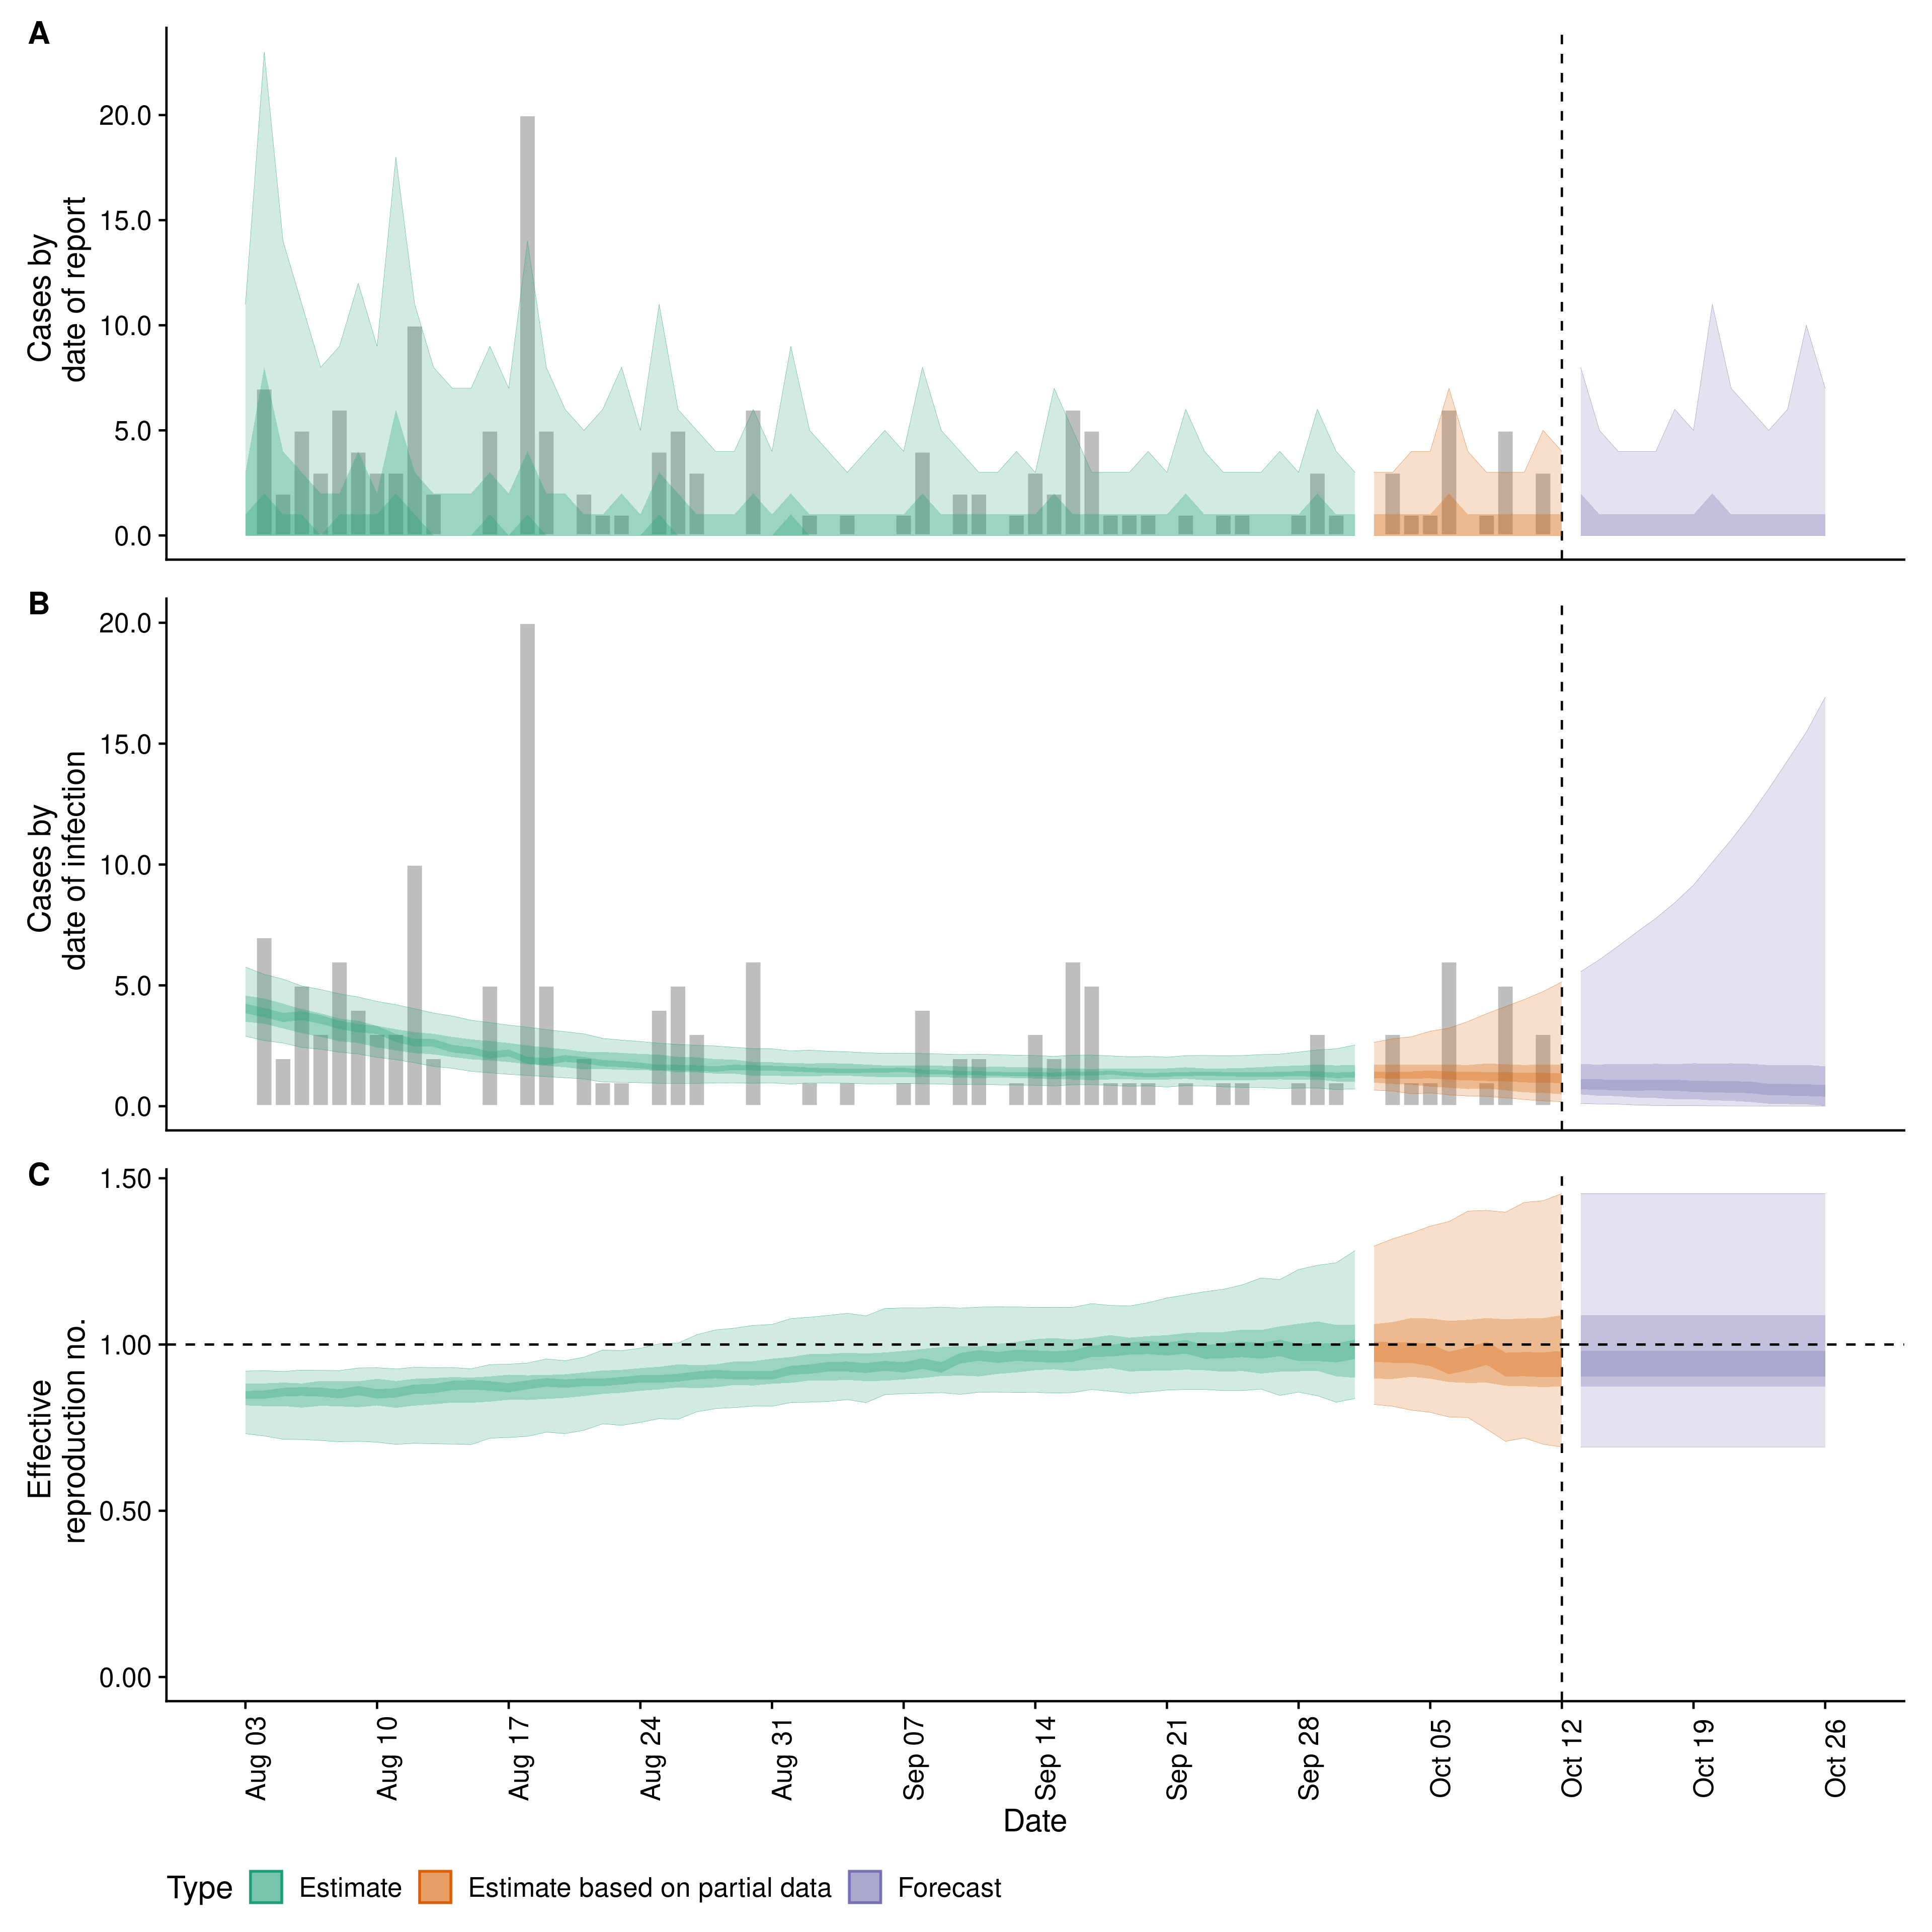 A
Cases by
date of report
20.0
15.0
10.0
5.0
0.0
B
Cases by
date of infection
20.0
15.0
10.0
5.0
0.0
C
Effective
reproduction no.
1.50
1.00
0.50
0.00
Aug 03
Aug 10
Aug 17
Aug 24
Aug 31
Sep 07
Sep 14
Sep 21
Sep 28
Oct 05
Oct 12
Oct 19
Oct 26
Date
Type Estimate Estimate based on partial data Forecast